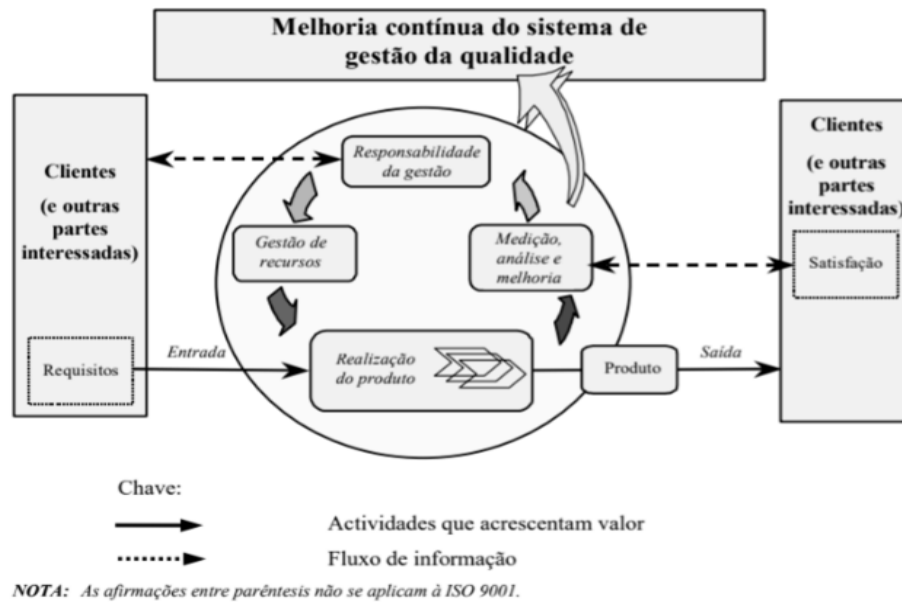 Melhoria contínua do sistema de
gestão da qualidade
Clientes
(e outras
partes
interessadas)
Requisitos
Entrada
Responsabilidade
da gestão
Gestão de
recursos
Medição,
análise e
melhoria
Realização
do produto
Produto
Saída
Clientes
(e outras
partes
interessadas)
Satisfação
Chave:
Actividades que acrescentam valor
Fluxo de informação
NOTA: As afirmações entre parêntesis não se aplicam à ISO 9001.